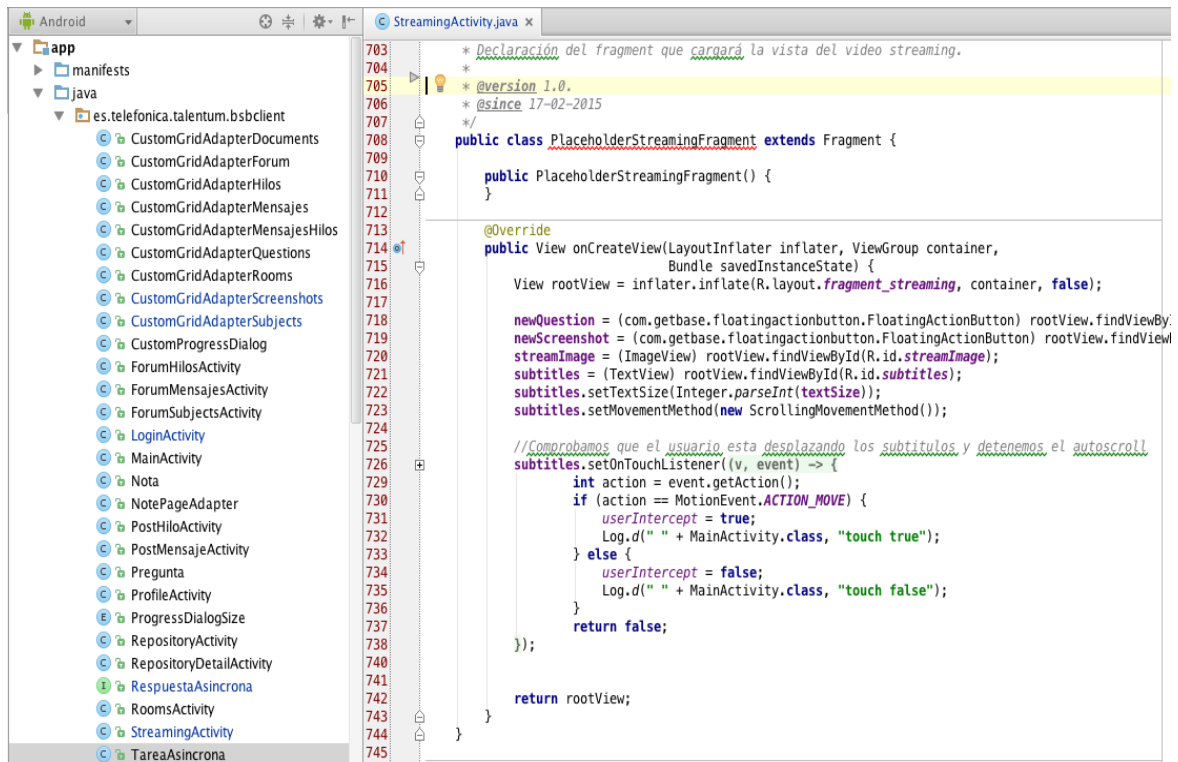 Android
StreamingActivity.java
app
manifests
java
es.telefonica.talentum.bsbclient
CustomGridAdapterDocuments
CustomGridAdapterForum
CustomGridAdapterHilos
CustomGridAdapterMensajes
CustomGridAdapterMensajesHilos
CustomGridAdapterQuestions
CustomGridAdapterRooms
CustomGridAdapterScreenshots
CustomGridAdapterSubjects
CustomProgressDialog
ForumHilosActivity
ForumMensajesActivity
ForumSubjectsActivity
LoginActivity
MainActivity
Nota
NotePageAdapter
PostHiloActivity
PostMensajeActivity
Pregunta
ProfileActivity
ProgressDialogSize
RepositoryActivity
RepositoryDetailActivity
RespuestaAsincrona
RoomsActivity
StreamingActivity
TareaAsincrona
703 * Declaración del fragment que cargará la vista del video streaming.
704 *
705 * @version 1.0.
706 * @since 17-02-2015
707 */
708 public class PlaceholderStreamingFragment extends Fragment {
709
710 public PlaceholderStreamingFragment() {
711 }
712
713 @Override
714 public View onCreateView(LayoutInflater inflater, ViewGroup container,
715 Bundle savedInstanceState) {
716 View rootView = inflater.inflate(R.layout.fragment_streaming, container, false);
717
718 newQuestion = (com.getbase.floatingactionbutton.FloatingActionButton) rootView.findViewBy
719 newScreenshot = (com.getbase.floatingactionbutton.FloatingActionButton) rootView.findView
720 streamImage = (ImageView) rootView.findViewById(R.id.streamImage);
721 subtitles = (TextView) rootView.findViewById(R.id.subtitles);
722 subtitles.setTextSize(Integer.parseInt(textSize));
723 subtitles.setMovementMethod(new ScrollingMovementMethod());
724
725 //Comprobamos que el usuario esta desplazando los subtitulos y detenemos el autoscroll
726 subtitles.setOnTouchListener((v, event) -> {
729 int action = event.getAction();
730 if (action == MotionEvent.ACTION_MOVE) {
731 userIntercept = true;
732 Log.d(" " + MainActivity.class, "touch true");
733 } else {
734 userIntercept = false;
735 Log.d(" " + MainActivity.class, "touch false");
736 }
737 return false;
738 });
740
741
742 return rootView;
743 }
744 }
745